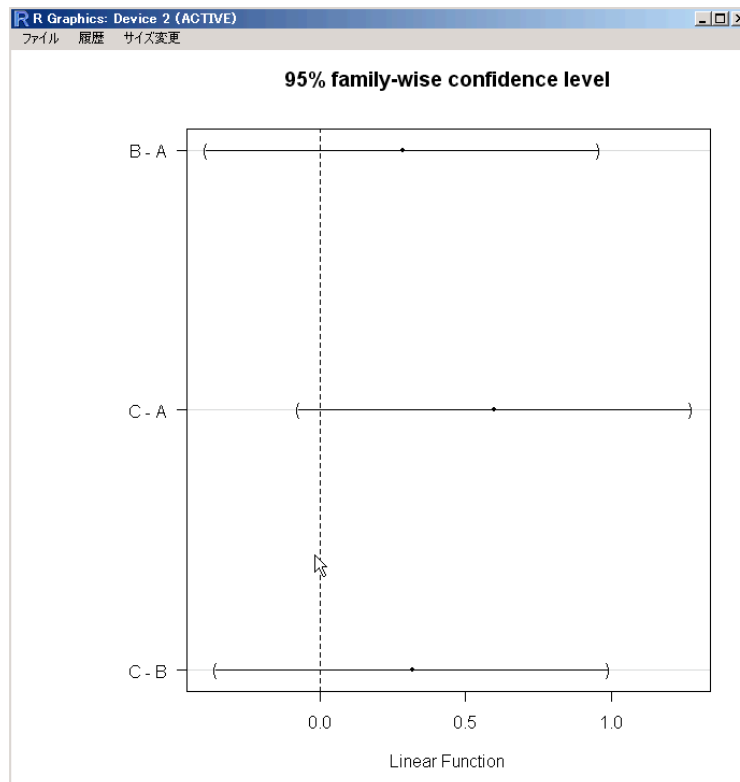 R Graphics: Device 2 (ACTIVE)
ファイル 履歴 サイズ変更
95% family-wise confidence level
B - A
C - A
C - B
0.0 0.5 1.0
Linear Function